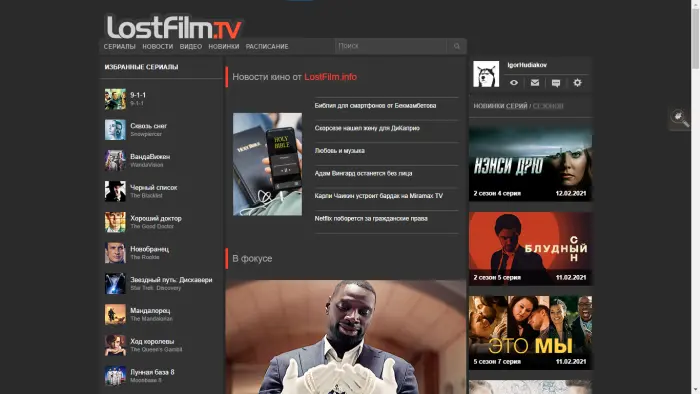 LostFilm.TV
СЕРИАЛЫ НОВОСТИ ВИДЕО НОВИНКИ РАСПИСАНИЕ
Поиск
ИЗБРАННЫЕ СЕРИАЛЫ
9-1-1
9-1-1
Сквозь снег
Snowpiercer
ВандаВижен
WandaVision
Черный список
The Blacklist
Хороший доктор
The Good Doctor
Новобранец
The Rookie
Звездный путь: Дискавери
Star Trek: Discovery
Мандалорец
The Mandalorian
Ход королевы
The Queen's Gambit
Лунная база 8
Moonbase 8
Новости кино от LostFilm.info
HOLY BIBLE
HOLY BIBLE
Библия для смартфонов от Бекмамбетова
Скорсезе нашел жену для ДиКаприо
Любовь и музыка
Адам Вингард останется без лица
Карли Чайкин устроит бардак на Miramax TV
Netflix поборется за гражданские права
В фокусе
IgorHudiakov
НОВИНКИ СЕРИЙ / СЕЗОНОВ
НЭНСИ ДРЮ
2 сезон 4 серия 12.02.2021
БЛУДНЫЙ СЫН
2 сезон 5 серия 11.02.2021
ЭТО МЫ
5 сезон 7 серия 11.02.2021